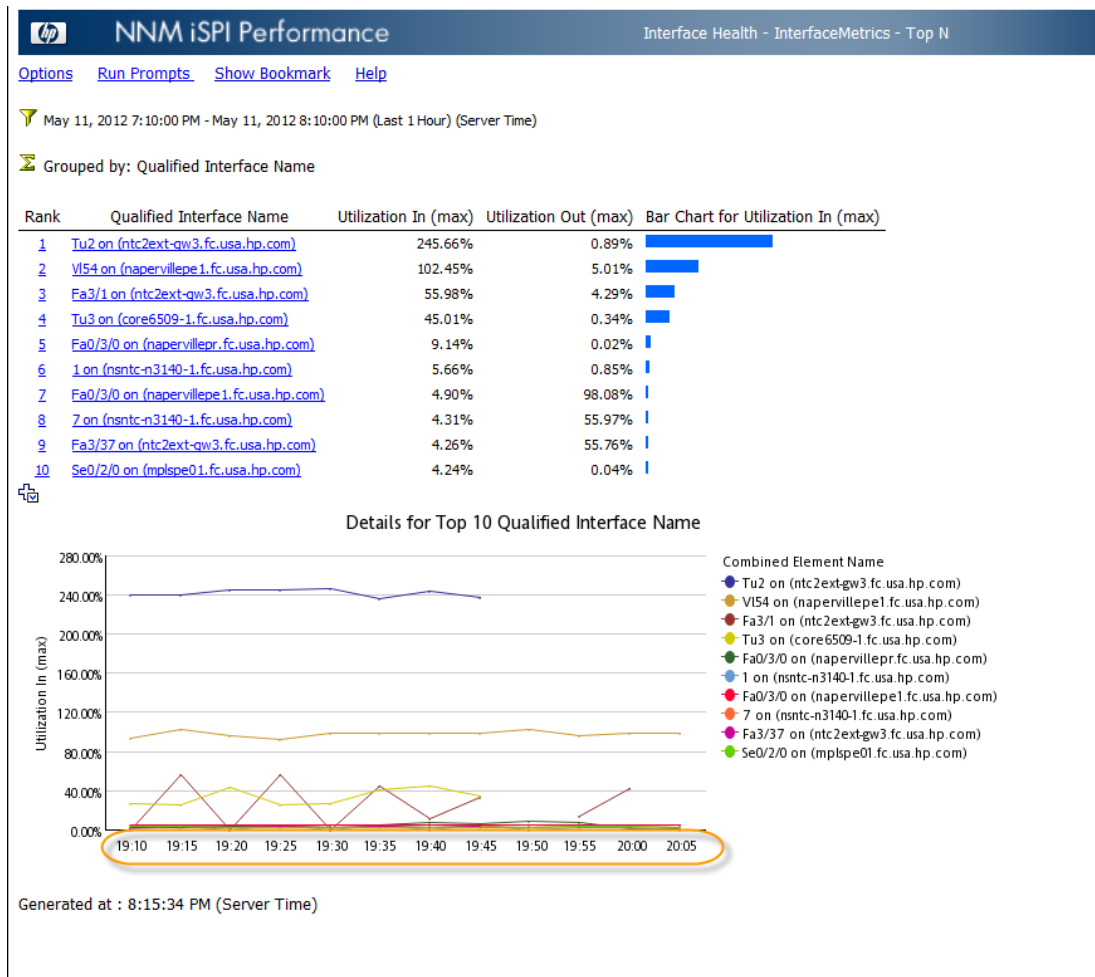 hp NNM iSPI Performance Interface Health - InterfaceMetrics - Top N
Options Run Prompts Show Bookmark Help
May 11, 2012 7:10:00 PM - May 11, 2012 8:10:00 PM (Last 1 Hour) (Server Time)
Grouped by: Qualified Interface Name
Rank Qualified Interface Name Utilization In (max) Utilization Out (max) Bar Chart for Utilization In (max)
1 Tu2 on (ntc2ext-gw3.fc.usa.hp.com) 245.66% 0.89%
2 Vl54 on (napervillepe1.fc.usa.hp.com) 102.45% 5.01%
3 Fa3/1 on (ntc2ext-gw3.fc.usa.hp.com) 55.98% 4.29%
4 Tu3 on (core6509-1.fc.usa.hp.com) 45.01% 0.34%
5 Fa0/3/0 on (napervillepr.fc.usa.hp.com) 9.14% 0.02%
6 1 on (nsntc-n3140-1.fc.usa.hp.com) 5.66% 0.85%
7 Fa0/3/0 on (napervillepe1.fc.usa.hp.com) 4.90% 98.08%
8 7 on (nsntc-n3140-1.fc.usa.hp.com) 4.31% 55.97%
9 Fa3/37 on (ntc2ext-gw3.fc.usa.hp.com) 4.26% 55.76%
10 Se0/2/0 on (mplspe01.fc.usa.hp.com) 4.24% 0.04%
Details for Top 10 Qualified Interface Name
Utilization In (max)
280.00%
240.00%
200.00%
160.00%
120.00%
80.00%
40.00%
0.00%
19:10 19:15 19:20 19:25 19:30 19:35 19:40 19:45 19:50 19:55 20:00 20:05
Combined Element Name
Tu2 on (ntc2ext-gw3.fc.usa.hp.com)
Vl54 on (napervillepe1.fc.usa.hp.com)
Fa3/1 on (ntc2ext-gw3.fc.usa.hp.com)
Tu3 on (core6509-1.fc.usa.hp.com)
Fa0/3/0 on (napervillepr.fc.usa.hp.com)
1 on (nsntc-n3140-1.fc.usa.hp.com)
Fa0/3/0 on (napervillepe1.fc.usa.hp.com)
7 on (nsntc-n3140-1.fc.usa.hp.com)
Fa3/37 on (ntc2ext-gw3.fc.usa.hp.com)
Se0/2/0 on (mplspe01.fc.usa.hp.com)
Generated at : 8:15:34 PM (Server Time)